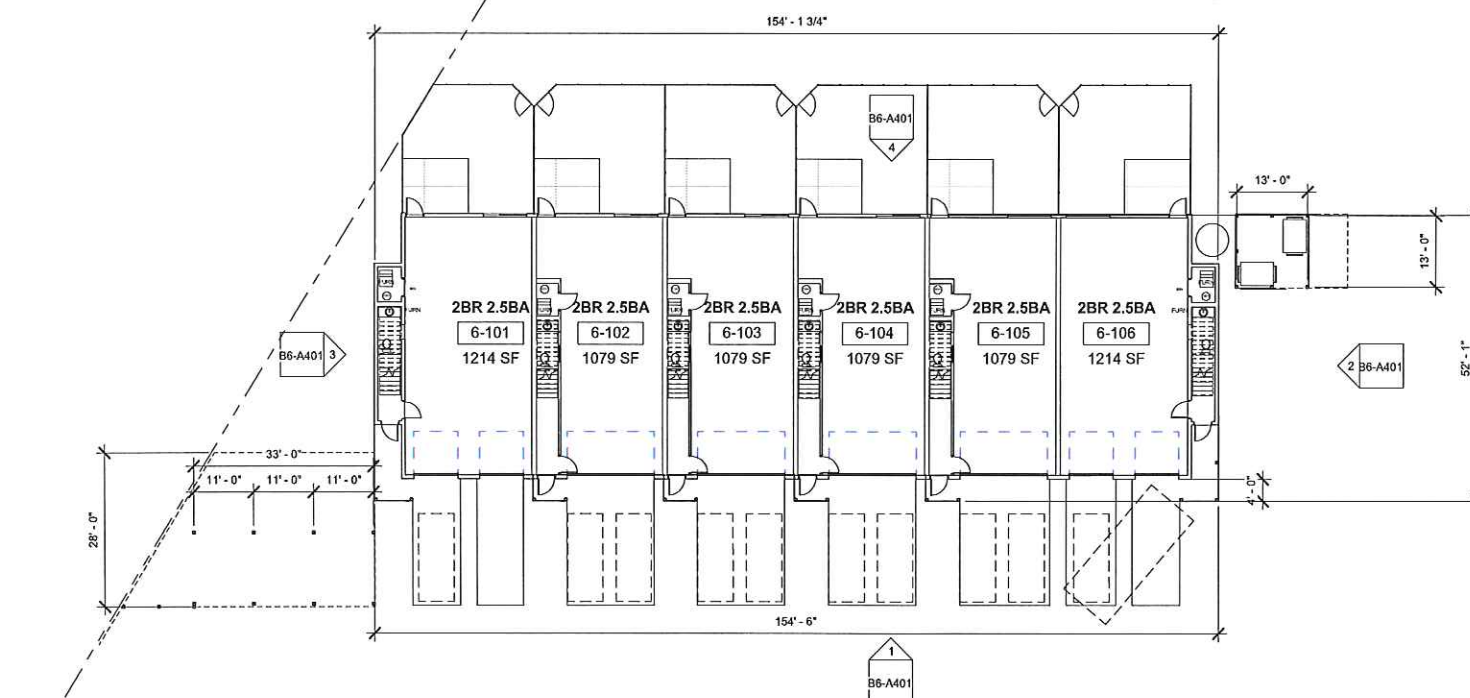 154' - 1 3/4"
B6-A401
4
13' - 0"
13' - 0"
2BR 2.5BA
6-101
1214 SF
2BR 2.5BA
6-102
1079 SF
2BR 2.5BA
6-103
1079 SF
2BR 2.5BA
6-104
1079 SF
2BR 2.5BA
6-105
1079 SF
2BR 2.5BA
6-106
1214 SF
FURN
FURN
B6-A401
3
2
B6-A401
52' - 1"
33' - 0"
11' - 0"
11' - 0"
11' - 0"
28' - 0"
4' - 0"
154' - 6"
1
B6-A401